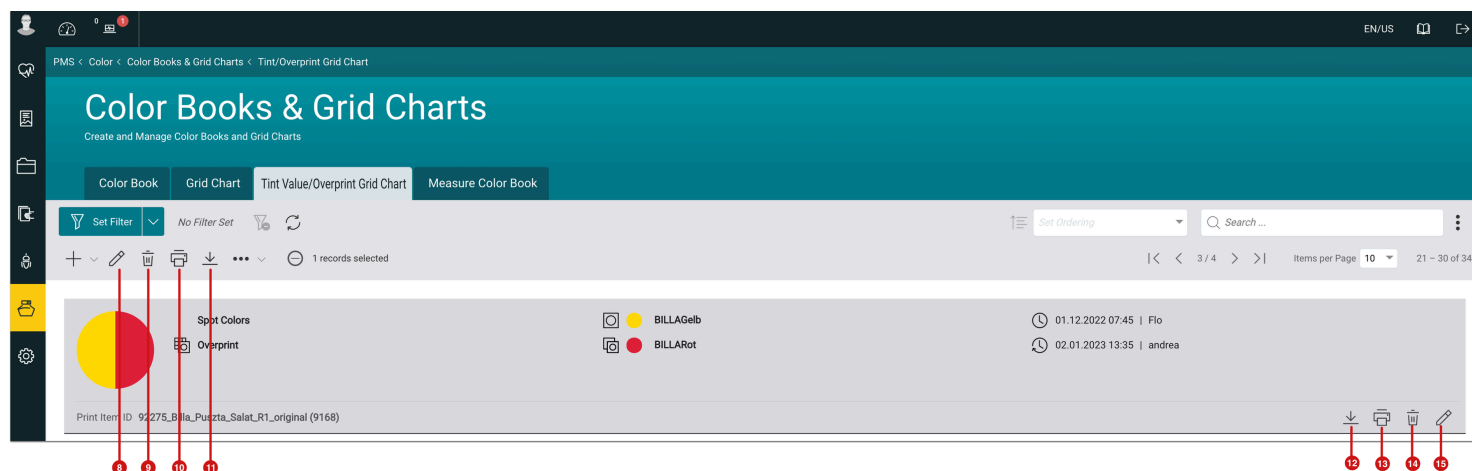 0 1 EN/US
PMS < Color < Color Books & Grid Charts < Tint/Overprint Grid Chart
Color Books & Grid Charts
Create and Manage Color Books and Grid Charts
Color Book Grid Chart Tint Value/Overprint Grid Chart Measure Color Book
Set Filter No Filter Set Set Ordering Search ...
1 records selected 3 / 4 Items per Page 10 21 – 30 of 34
Spot Colors BILLAGelb 01.12.2022 07:45 | Flo
Overprint BILLARot 02.01.2023 13:35 | andrea
Print Item ID 92275_Billa_Puszta_Salat_R1_original (9168)
8 9 10 11 12 13 14 15